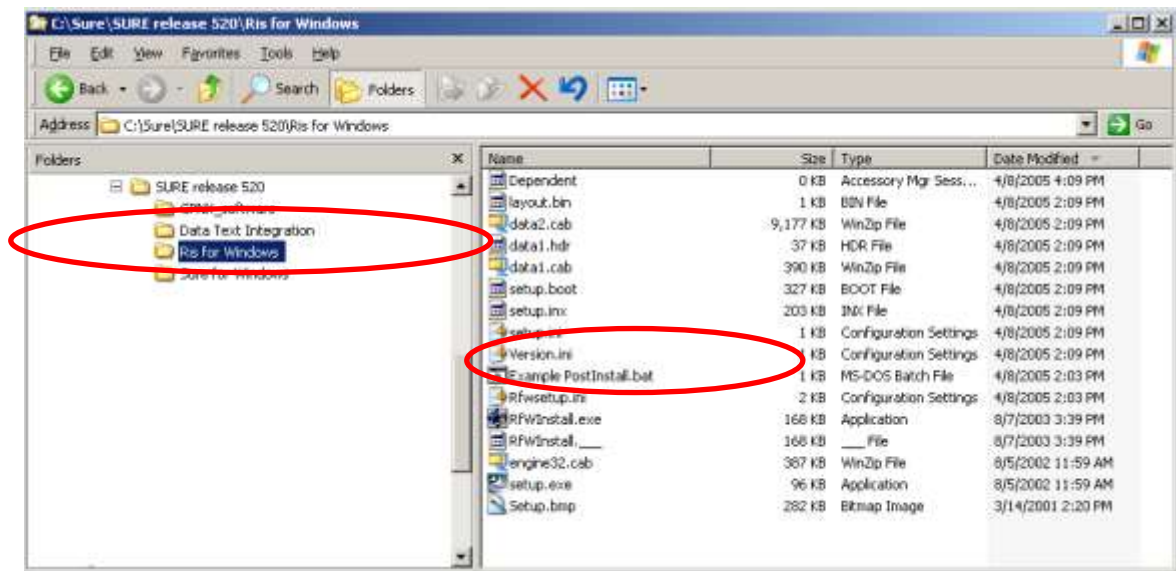 C:\Sure\SURE release 520\Ris for Windows
File Edit View Favorites Tools Help
Back Search Folders
Address C:\Sure\SURE release 520\Ris for Windows Go
Folders
SURE release 520
Data Text Integration
Ris for Windows
Sure for Windows
Name Size Type Date Modified
Dependent 0 KB Accessory Mgr Sess... 4/8/2005 4:09 PM
layout.bin 1 KB BIN File 4/8/2005 2:09 PM
data2.cab 9,177 KB WinZip File 4/8/2005 2:09 PM
data1.hdr 37 KB HDR File 4/8/2005 2:09 PM
data1.cab 390 KB WinZip File 4/8/2005 2:09 PM
setup.boot 327 KB BOOT File 4/8/2005 2:09 PM
setup.inx 203 KB INX File 4/8/2005 2:09 PM
setup.ini 1 KB Configuration Settings 4/8/2005 2:09 PM
Version.ini KB Configuration Settings 4/8/2005 2:09 PM
Example PostInstall.bat 1 KB MS-DOS Batch File 4/8/2005 2:03 PM
Rfwsetup.ini 2 KB Configuration Settings 4/8/2005 2:03 PM
RfWInstall.exe 168 KB Application 8/7/2003 3:39 PM
RfWInstall.___ 168 KB ___ File 8/7/2003 3:39 PM
engine32.cab 387 KB WinZip File 8/5/2002 11:59 AM
setup.exe 96 KB Application 8/5/2002 11:59 AM
Setup.bmp 282 KB Bitmap Image 3/14/2001 2:20 PM